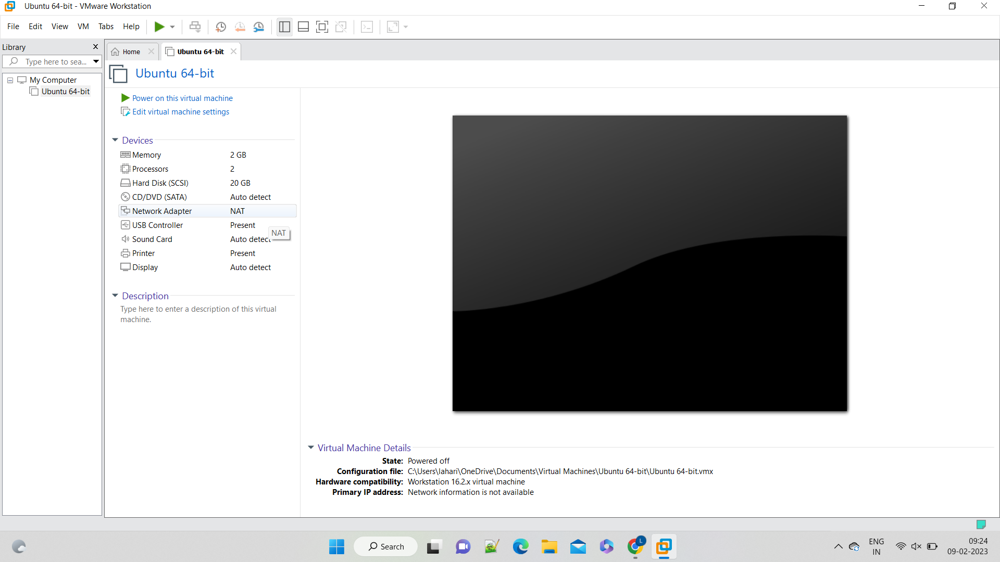 Ubuntu 64-bit - VMware Workstation
File Edit View VM Tabs Help
Library
Type here to sea...
My Computer
Ubuntu 64-bit
Home
Ubuntu 64-bit
Ubuntu 64-bit
Power on this virtual machine
Edit virtual machine settings
Devices
Memory 2 GB
Processors 2
Hard Disk (SCSI) 20 GB
CD/DVD (SATA) Auto detect
Network Adapter NAT
USB Controller Present
NAT
Sound Card Auto detect
Printer Present
Display Auto detect
Description
Type here to enter a description of this virtual
machine.
Virtual Machine Details
State: Powered off
Configuration file: C:\Users\lahari\OneDrive\Documents\Virtual Machines\Ubuntu 64-bit\Ubuntu 64-bit.vmx
Hardware compatibility: Workstation 16.2.x virtual machine
Primary IP address: Network information is not available
Search
L
ENG
IN
09:24
09-02-2023